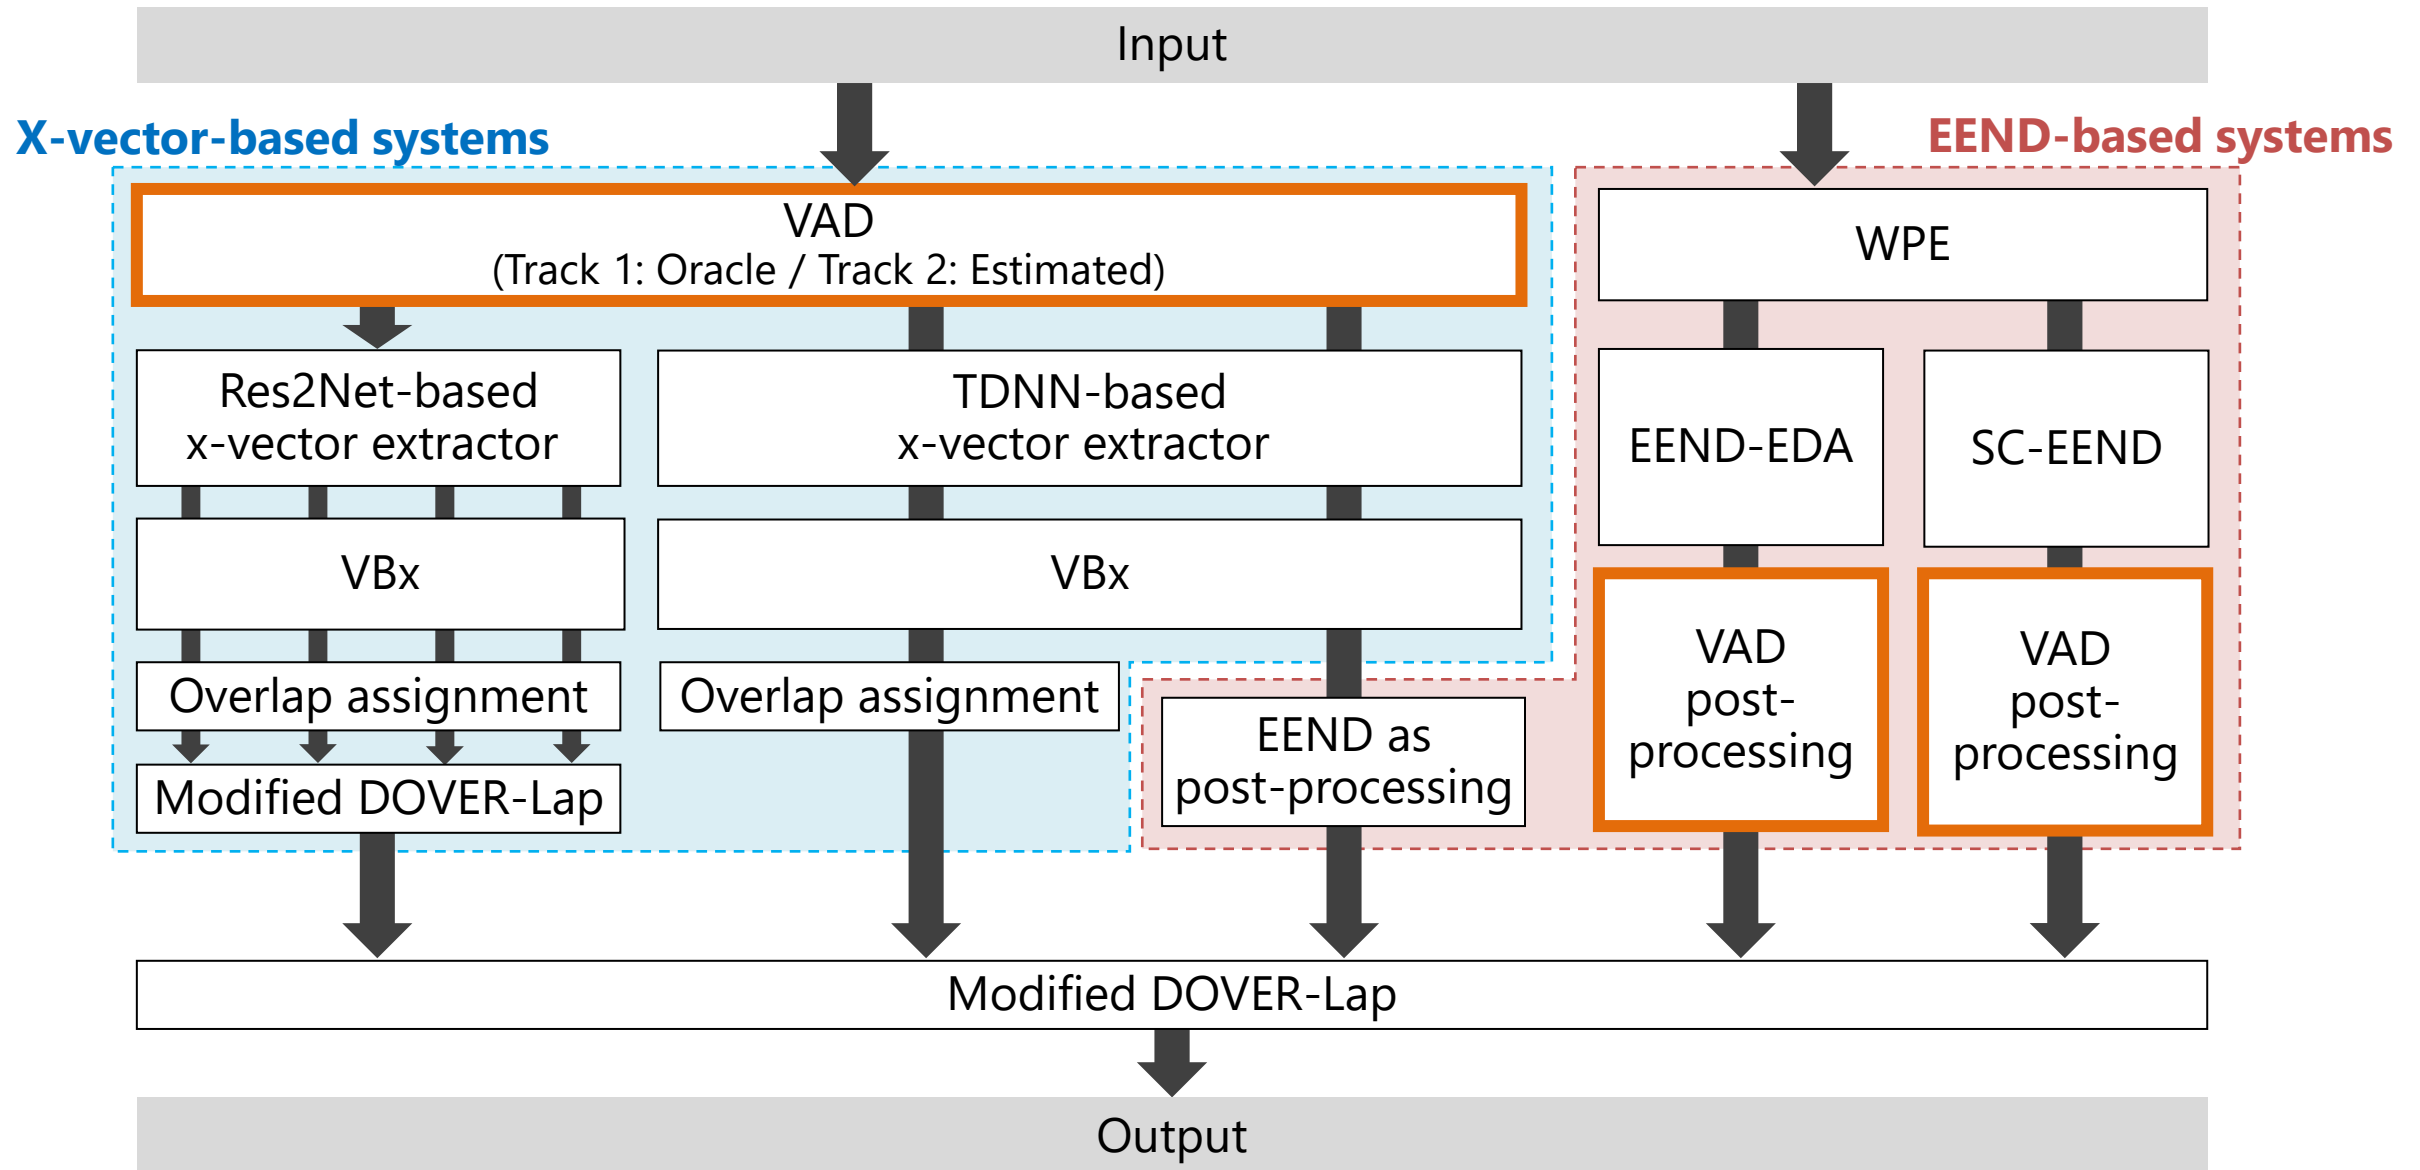 Input
X-vector-based systems
EEND-based systems
VAD
(Track 1: Oracle / Track 2: Estimated)
WPE
Res2Net-based
x-vector extractor
TDNN-based
x-vector extractor
EEND-EDA
SC-EEND
VBx
VBx
Overlap assignment
Overlap assignment
Modified DOVER-Lap
EEND as
post-processing
VAD
post-
processing
VAD
post-
processing
Modified DOVER-Lap
Output